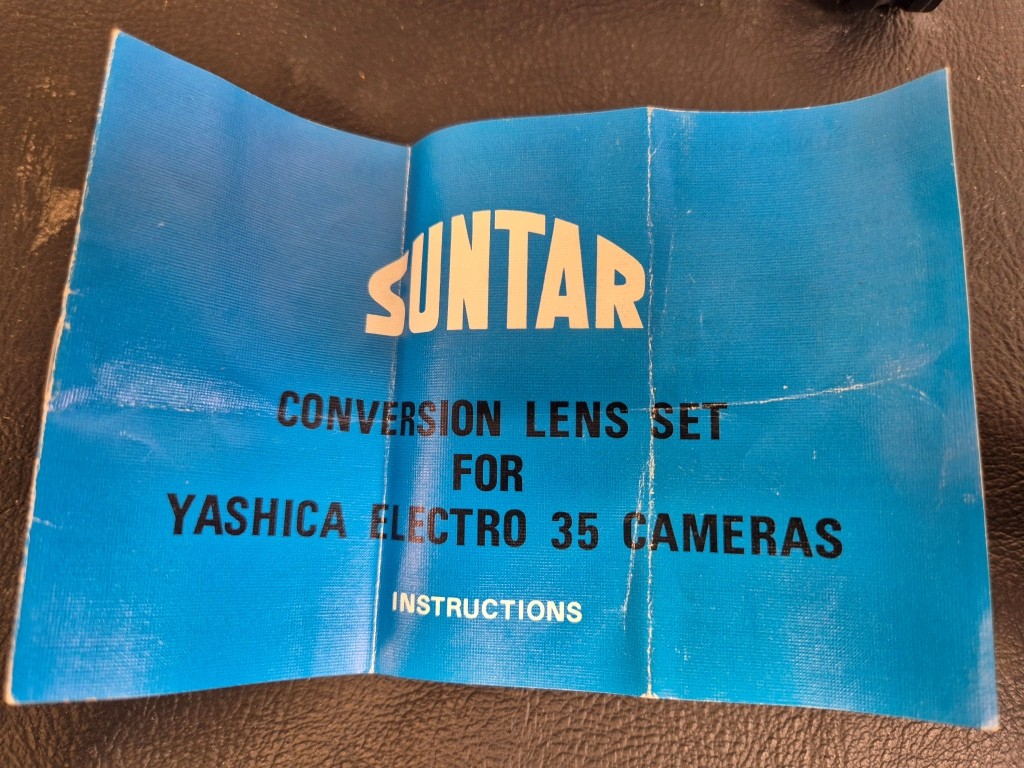 SUNTAR
CONVERSION LENS SET
FOR
YASHICA ELECTRO 35 CAMERAS
INSTRUCTIONS